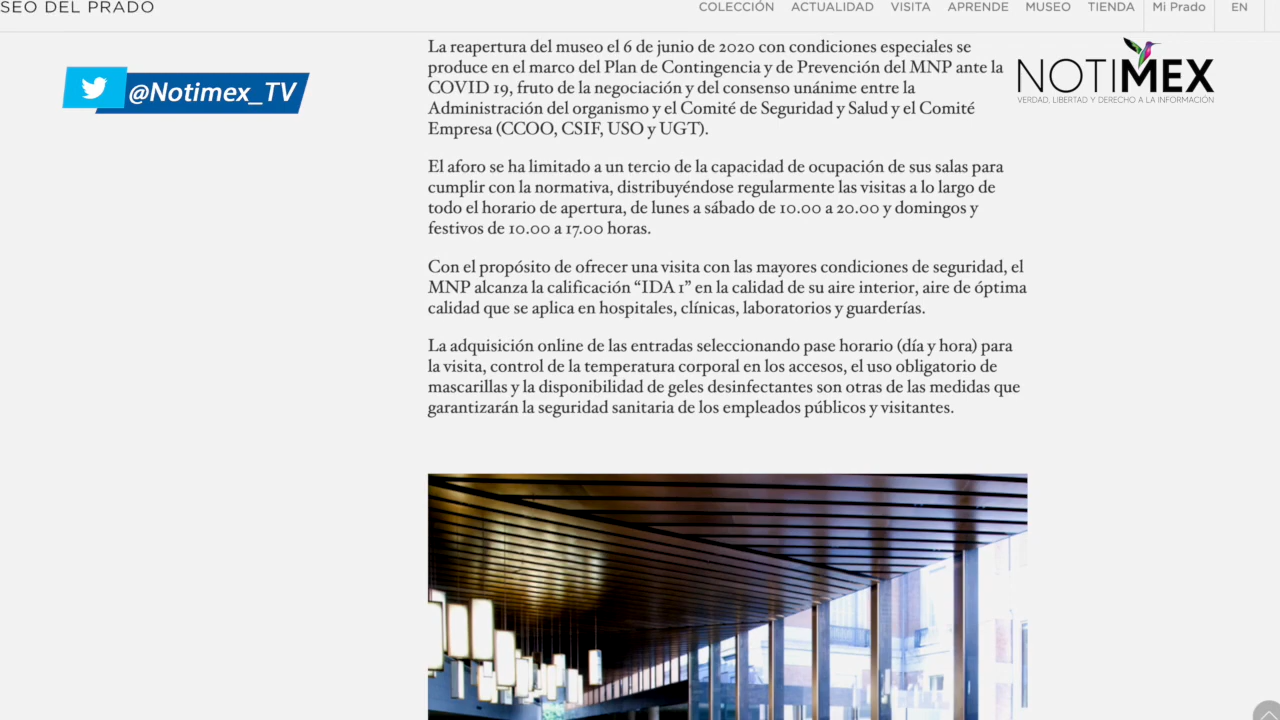 SEO DEL PRADO
COLECCIÓN ACTUALIDAD VISITA APRENDE MUSEO TIENDA Mi Prado EN
@Notimex_TV
NOTIMEX
VERDAD, LIBERTAD Y DERECHO A LA INFORMACIÓN
La reapertura del museo el 6 de junio de 2020 con condiciones especiales se
produce en el marco del Plan de Contingencia y de Prevención del MNP ante la
COVID 19, fruto de la negociación y del consenso unánime entre la
Administración del organismo y el Comité de Seguridad y Salud y el Comité
Empresa (CCOO, CSIF, USO y UGT).
El aforo se ha limitado a un tercio de la capacidad de ocupación de sus salas para
cumplir con la normativa, distribuyéndose regularmente las visitas a lo largo de
todo el horario de apertura, de lunes a sábado de 10.00 a 20.00 y domingos y
festivos de 10.00 a 17.00 horas.
Con el propósito de ofrecer una visita con las mayores condiciones de seguridad, el
MNP alcanza la calificación “IDA 1” en la calidad de su aire interior, aire de óptima
calidad que se aplica en hospitales, clínicas, laboratorios y guarderías.
La adquisición online de las entradas seleccionando pase horario (día y hora) para
la visita, control de la temperatura corporal en los accesos, el uso obligatorio de
mascarillas y la disponibilidad de geles desinfectantes son otras de las medidas que
garantizarán la seguridad sanitaria de los empleados públicos y visitantes.